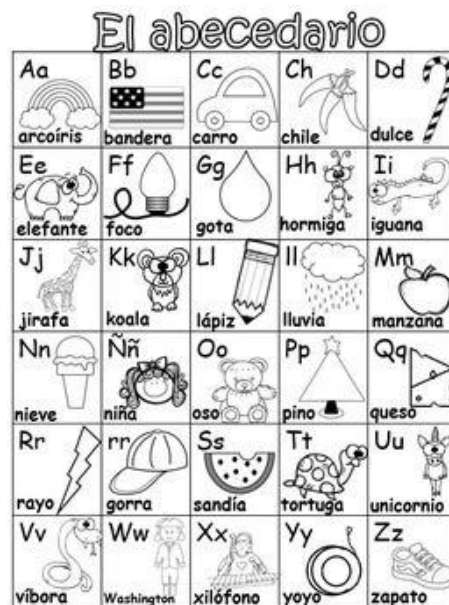 El abecedario
Aa Bb Cc Ch Dd
arcoíris bandera carro chile dulce
Ee Ff Gg Hh Ii
elefante foco gota hormiga iguana
Jj Kk Ll ll Mm
jirafa koala lápiz lluvia manzana
Nn Ññ Oo Pp Qq
nieve niña oso pino queso
Rr rr Ss Tt Uu
rayo gorra sandía tortuga unicornio
Vv Ww Xx Yy Zz
víbora Washington xilófono yoyo zapato